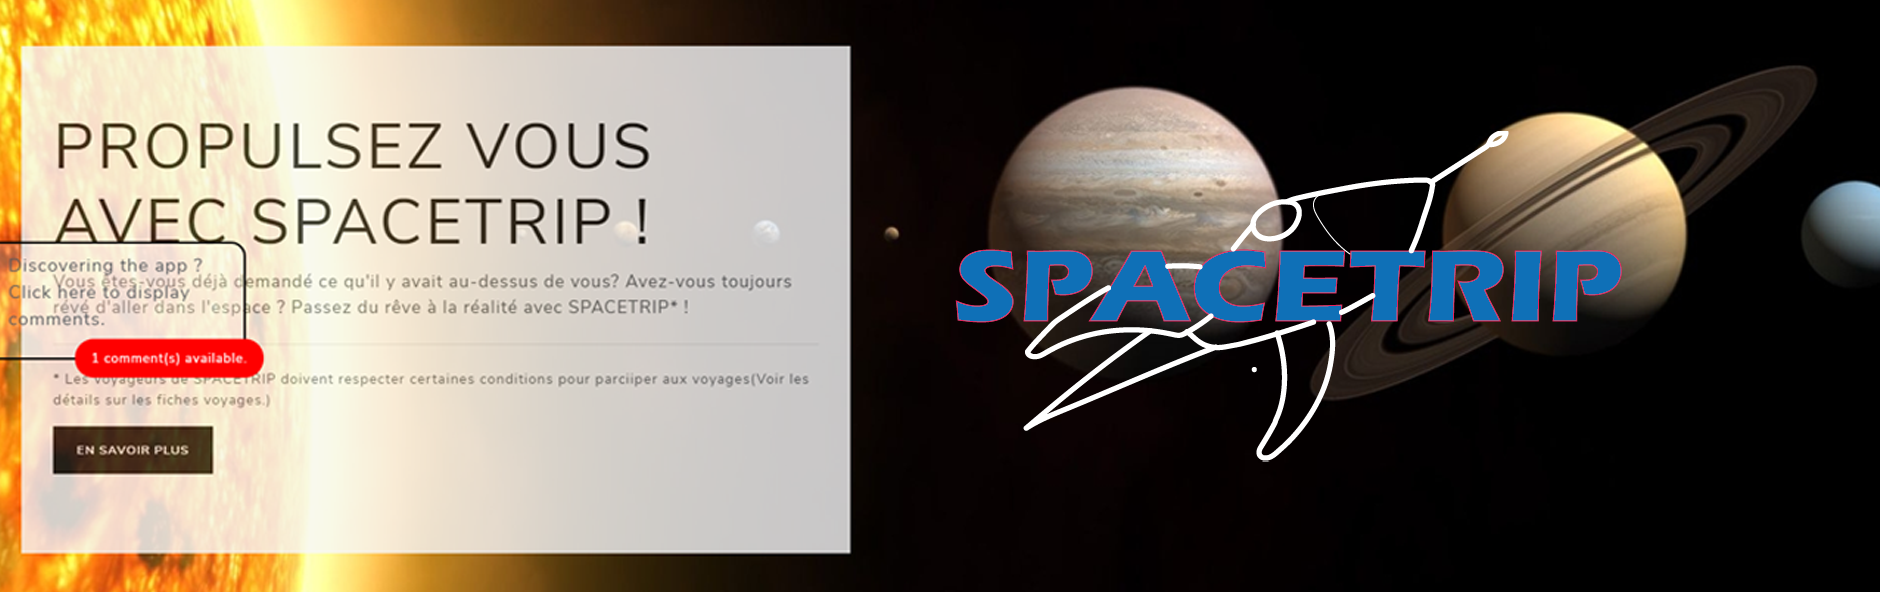 PROPULSEZ VOUS
AVEC SPACETRIP !
Discovering the app ?
Click here to display
comments.
1 comment(s) available.
Vous êtes-vous déjà demandé ce qu'il y avait au-dessus de vous? Avez-vous toujours
rêvé d'aller dans l'espace ? Passez du rêve à la réalité avec SPACETRIP* !
* Les voyageurs de SPACETRIP doivent respecter certaines conditions pour parciiper aux voyages(Voir les
détails sur les fiches voyages.)
EN SAVOIR PLUS
SPACETRIP